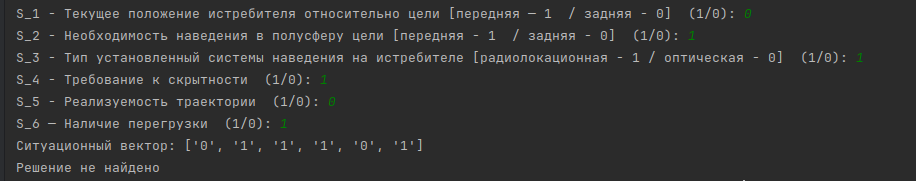 S_1 - Текущее положение истребителя относительно цели [передняя — 1  / задняя - 0]  (1/0): 0
S_2 - Необходимость наведения в полусферу цели [передняя - 1  / задняя - 0]  (1/0): 1
S_3 - Тип установленный системы наведения на истребителе [радиолокационная - 1 / оптическая - 0]  (1/0): 1
S_4 - Требование к скрытности  (1/0): 1
S_5 - Реализуемость траектории  (1/0): 0
S_6 — Наличие перегрузки  (1/0): 1
Ситуационный вектор: ['0', '1', '1', '1', '0', '1']
Решение не найдено